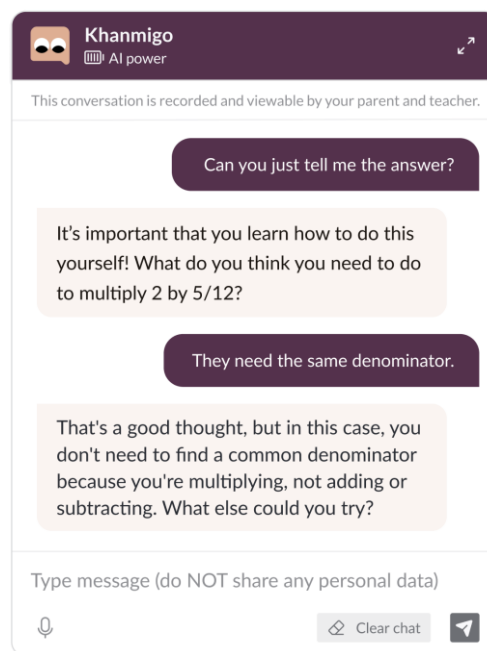 Khanmigo
AI power
This conversation is recorded and viewable by your parent and teacher.
Can you just tell me the answer?
It's important that you learn how to do this
yourself! What do you think you need to do
to multiply 2 by 5/12?
They need the same denominator.
That's a good thought, but in this case, you
don't need to find a common denominator
because you're multiplying, not adding or
subtracting. What else could you try?
Type message (do NOT share any personal data)
Clear chat